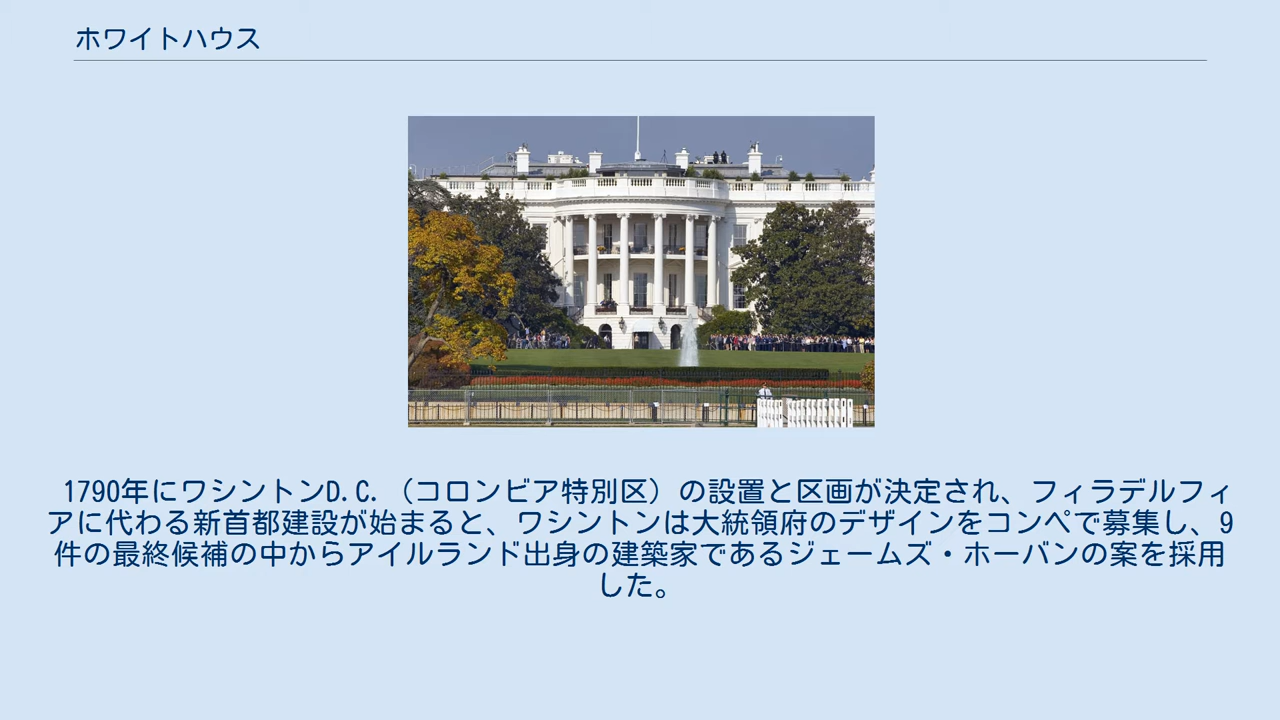 ホワイトハウス
1790年にワシントンD.C.（コロンビア特別区）の設置と区画が決定され、フィラデルフィ
アに代わる新首都建設が始まると、ワシントンは大統領府のデザインをコンペで募集し、9
件の最終候補の中からアイルランド出身の建築家であるジェームズ・ホーバンの案を採用
した。